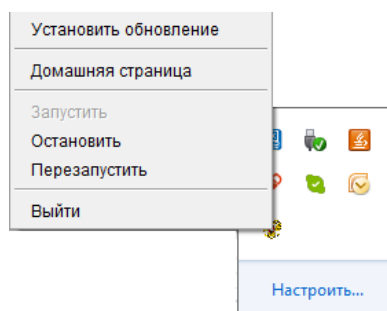 Установить обновление
Домашняя страница
Запустить
Остановить
Перезапустить
Выйти
Настроить...